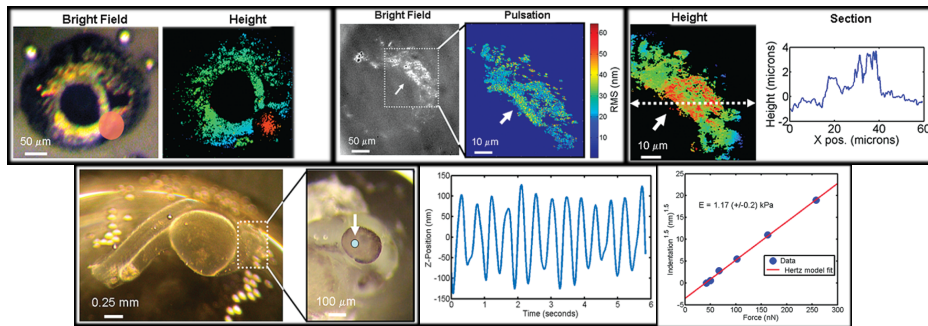 Bright Field
Height
50 μm
Bright Field
Pulsation
50 μm
10 μm
60
50
40
30
20
10
RMS (nm)
Height
10 μm
Section
Height (microns)
4
2
0
-2
0
20
40
60
X pos. (microns)
0.25 mm
100 μm
Z-Position (nm)
150
100
50
0
-50
-100
-150
0
1
2
3
4
5
6
Time (seconds)
Indentation^1.5 (nm)^1.5
25
20
15
10
5
0
-5
0
50
100
150
200
250
300
Force (nN)
E = 1.17 (+/-0.2) kPa
Data
Hertz model fit